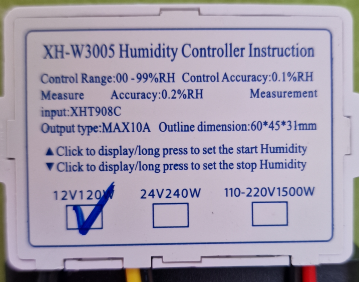 XH-W3005 Humidity Controller Instruction
Control Range:00-99%RH Control Accuracy:0.1%RH
Measure Accuracy:0.2%RH Measurement
input:XHT908C
Output type:MAX10A Outline dimension:60*45*31mm
▲Click to display/long press to set the start Humidity
▼Click to display/long press to set the stop Humidity
12V120W 24V240W 110-220V1500W